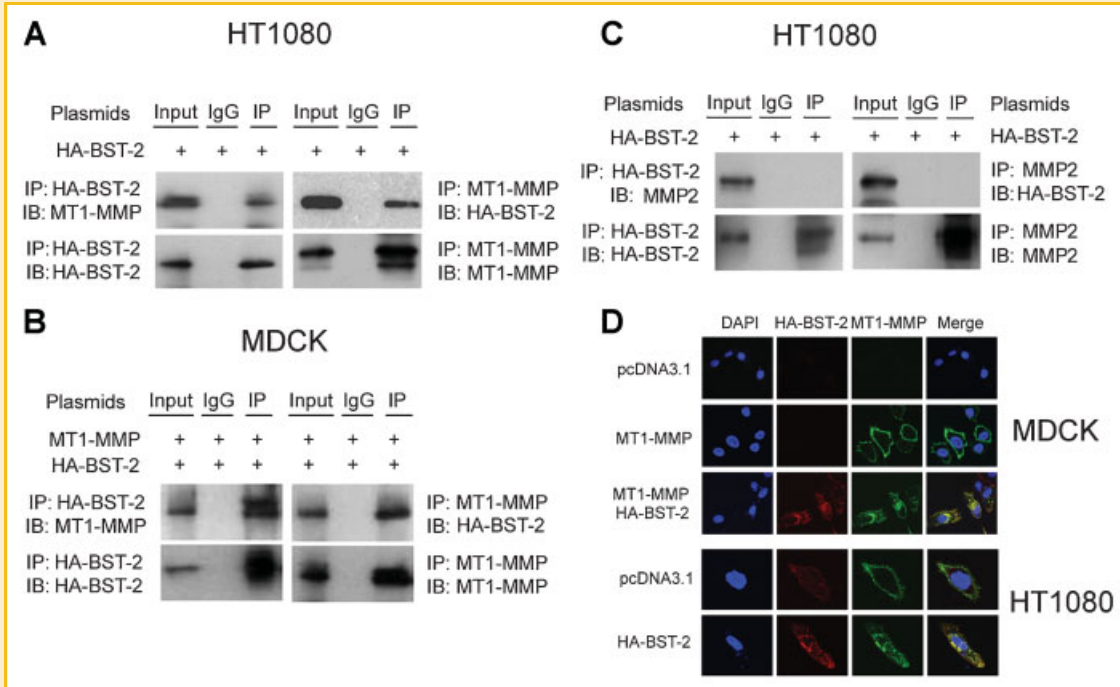 A
HT1080
Plasmids Input IgG IP Input IgG IP
HA-BST-2 + + + + + +
IP: HA-BST-2
IB: MT1-MMP
IP: MT1-MMP
IB: HA-BST-2
IP: HA-BST-2
IB: HA-BST-2
IP: MT1-MMP
IB: MT1-MMP
B
MDCK
Plasmids Input IgG IP Input IgG IP
MT1-MMP + + + + + +
HA-BST-2 + + + + + +
IP: HA-BST-2
IB: MT1-MMP
IP: MT1-MMP
IB: HA-BST-2
IP: HA-BST-2
IB: HA-BST-2
IP: MT1-MMP
IB: MT1-MMP
C
HT1080
Plasmids Input IgG IP Input IgG IP Plasmids
HA-BST-2 + + + + + + HA-BST-2
IP: HA-BST-2
IB: MMP2
IP: MMP2
IB: HA-BST-2
IP: HA-BST-2
IB: HA-BST-2
IP: MMP2
IB: MMP2
D
DAPI HA-BST-2 MT1-MMP Merge
pcDNA3.1
MT1-MMP
MDCK
MT1-MMP
HA-BST-2
pcDNA3.1
HT1080
HA-BST-2